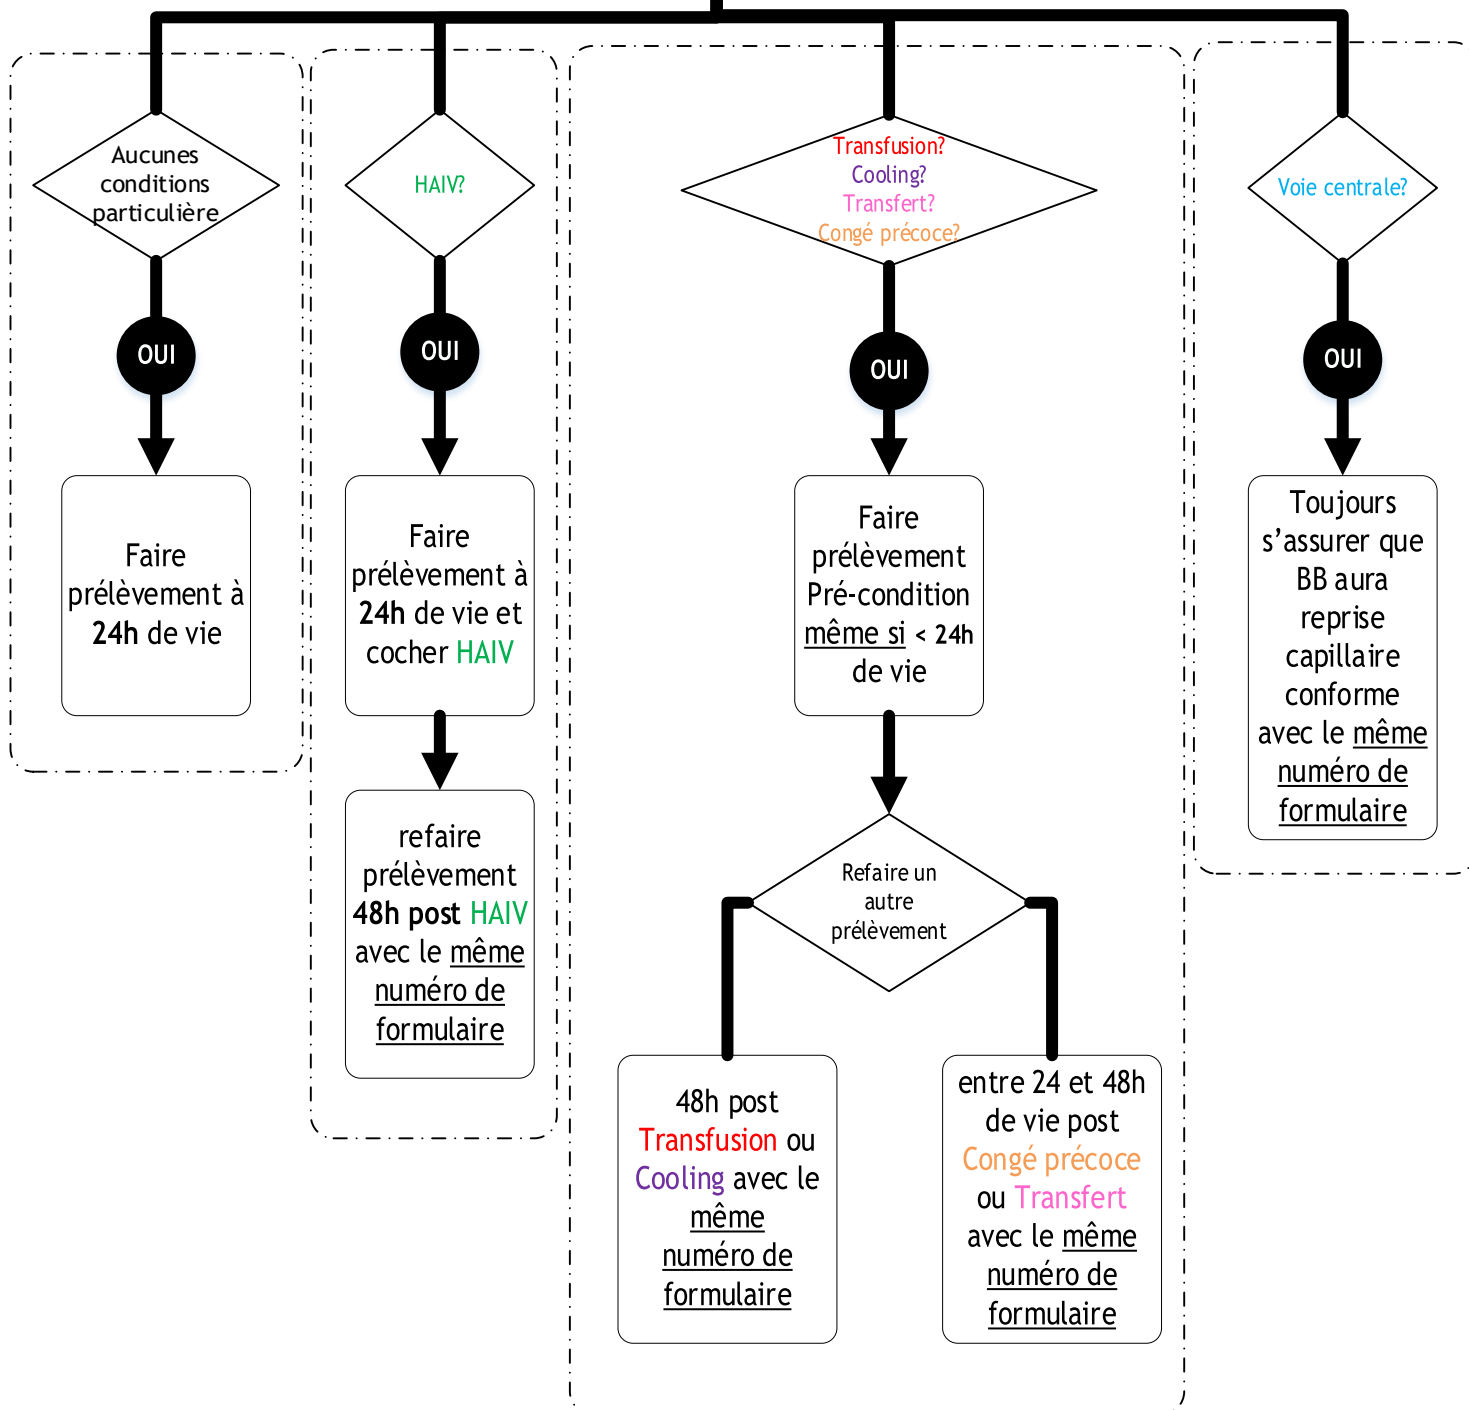 Aucunes
conditions
particulière
OUI
Faire
prélèvement à
24h de vie
HAIV?
OUI
Faire
prélèvement à
24h de vie et
cocher HAIV
refaire
prélèvement
48h post HAIV
avec le même
numéro de
formulaire
Transfusion?
Cooling?
Transfert?
Congé précoce?
OUI
Faire
prélèvement
Pré-condition
même si < 24h
de vie
Refaire un
autre
prélèvement
48h post
Transfusion ou
Cooling avec le
même
numéro de
formulaire
entre 24 et 48h
de vie post
Congé précoce
ou Transfert
avec le même
numéro de
formulaire
Voie centrale?
OUI
Toujours
s’assurer que
BB aura
reprise
capillaire
conforme
avec le même
numéro de
formulaire